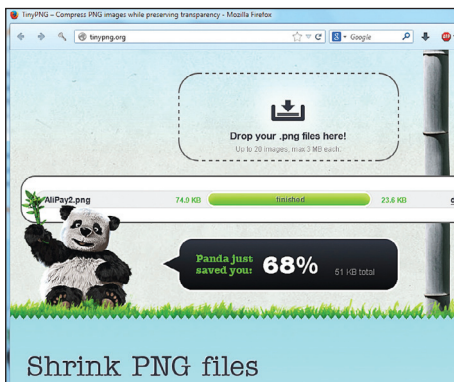 TinyPNG – Compress PNG images while preserving transparency - Mozilla Firefox
tinypng.org
Google
Drop your .png files here!
Up to 20 images, max 3 MB each.
AliPay2.png 74.0 KB finished 23.6 KB
Panda just
saved you: 68% 51 KB total
Shrink PNG files